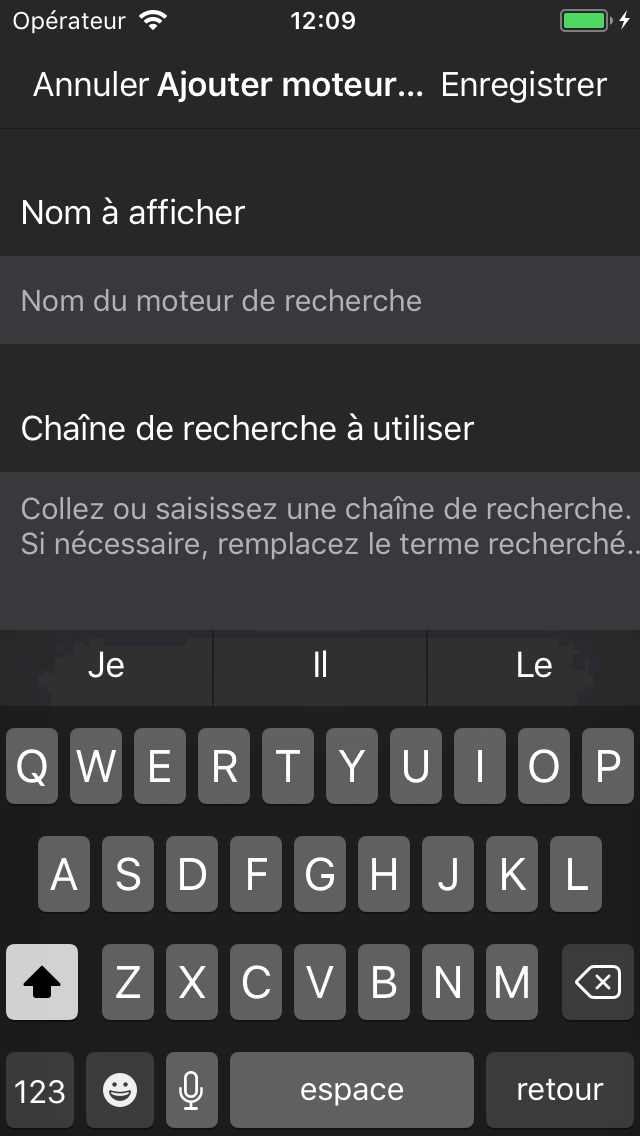 Opérateur 12:09
Annuler Ajouter moteur... Enregistrer
Nom à afficher
Nom du moteur de recherche
Chaîne de recherche à utiliser
Collez ou saisissez une chaîne de recherche.
Si nécessaire, remplacez le terme recherché..
Je Il Le
Q W E R T Y U I O P
A S D F G H J K L
Z X C V B N M
123 espace retour